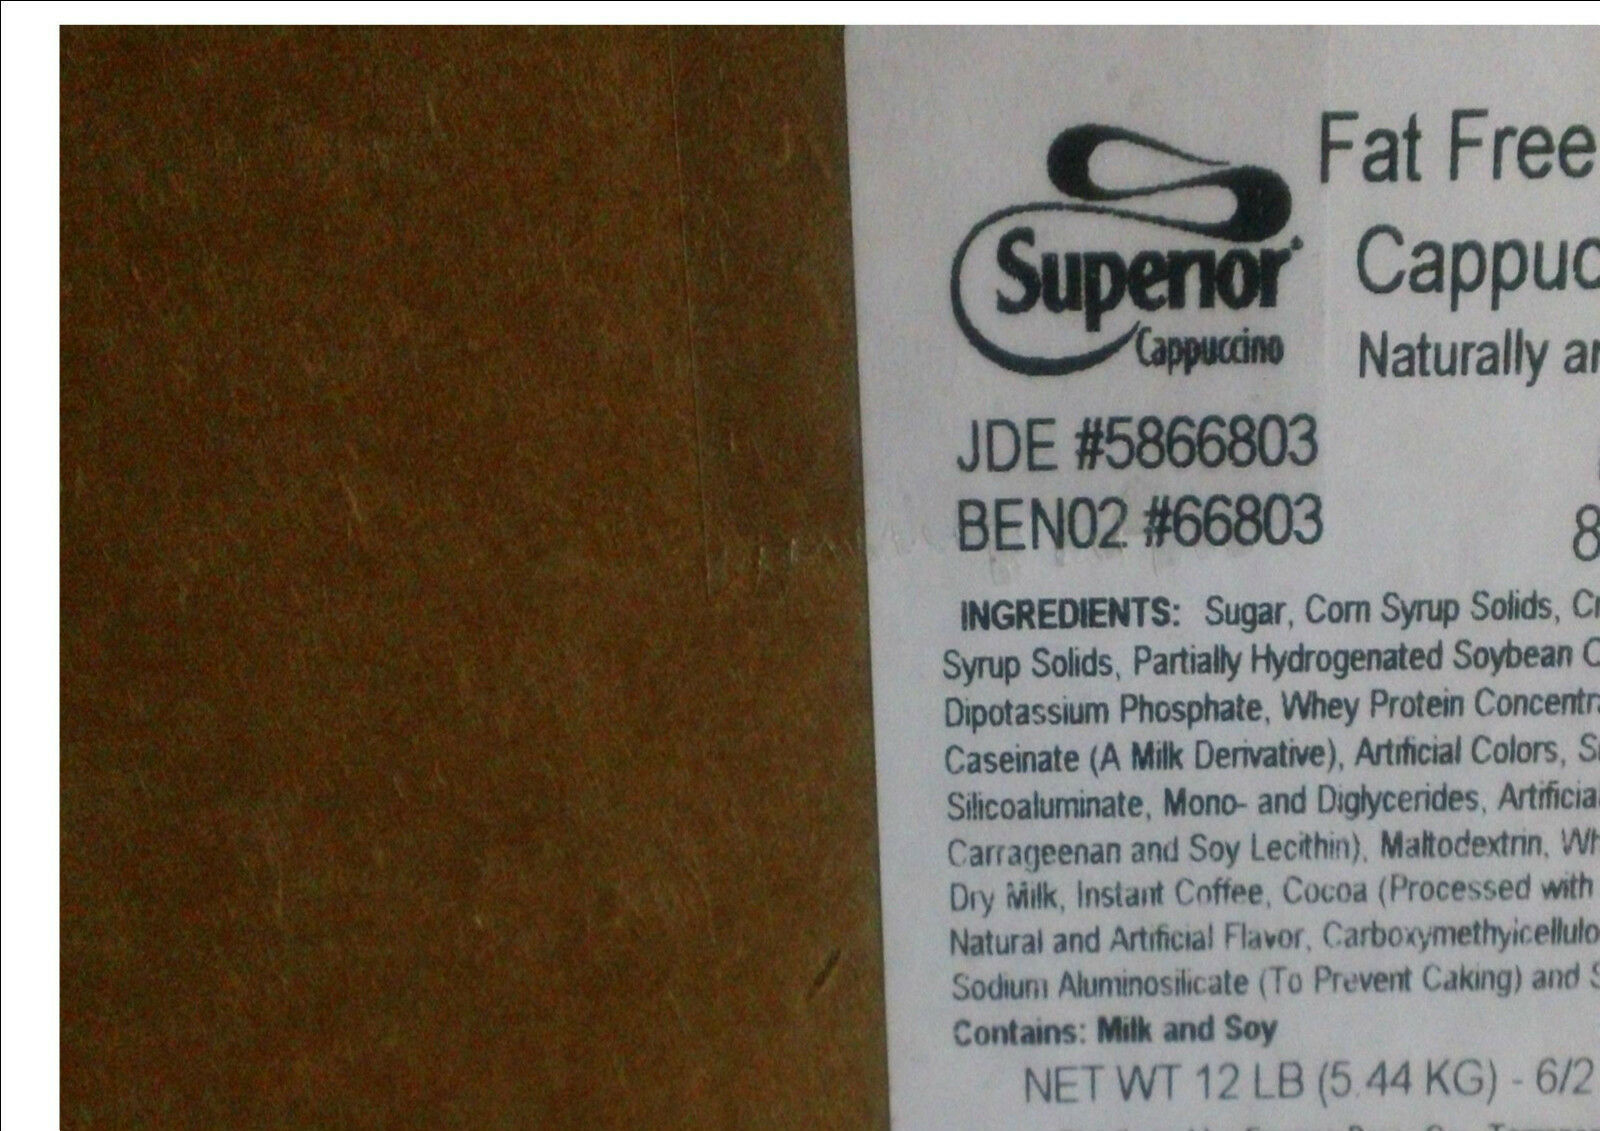 Fat Free
Superior
Cappuccino
Cappuc
Naturally
JDE #5866803
BEN02 #66803
8
INGREDIENTS: Sugar, Corn Syrup Solids,
Syrup Solids, Partially Hydrogenated Soybean
Dipotassium Phosphate, Whey Protein Concentr
Caseinate (A Milk Derivative), Artificial Colors,
Silicoaluminate, Mono- and Diglycerides, Artificial
Carrageenan and Soy Lecithin), Maltodextrin, Wh
Dry Milk, Instant Coffee, Cocoa (Processed with
Natural and Artificial Flavor, Carboxymethyicellulo
Sodium Aluminosilicate (To Prevent Caking) and
Contains: Milk and Soy
NET WT 12 LB (5.44 KG) - 6/2